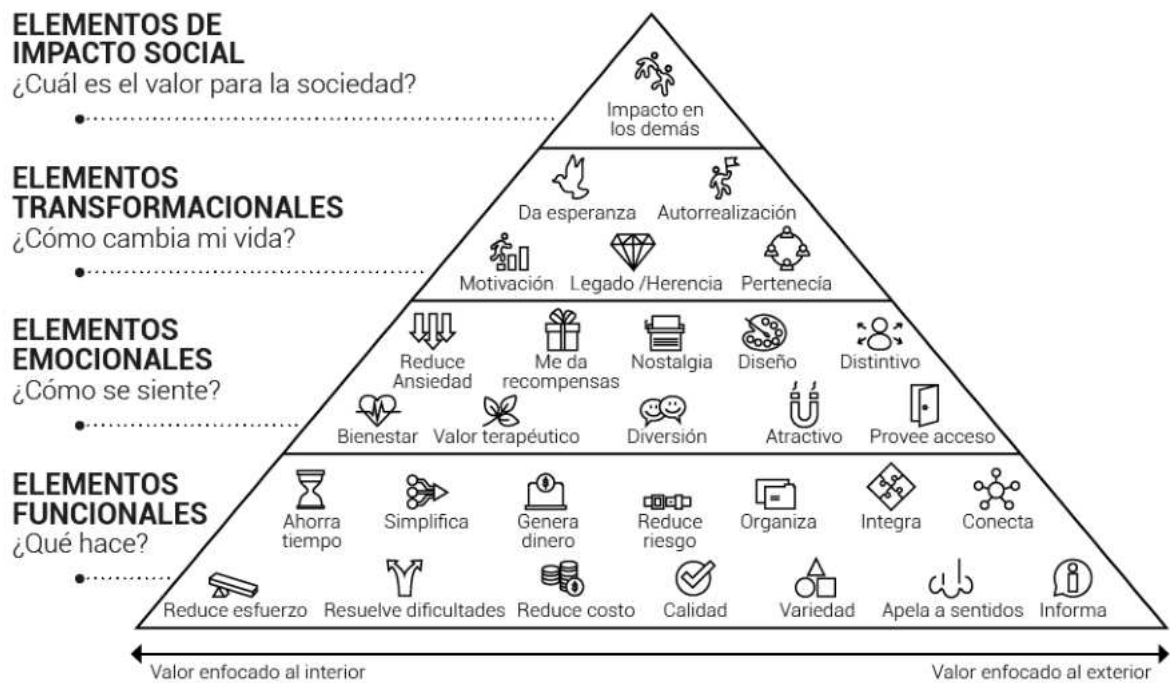 ELEMENTOS DE
IMPACTO SOCIAL
¿Cuál es el valor para la sociedad?
Impacto en
los demás
ELEMENTOS
TRANSFORMACIONALES
¿Cómo cambia mi vida?
Da esperanza
Autorrealización
Motivación
Legado /Herencia
Pertenecía
ELEMENTOS
EMOCIONALES
¿Cómo se siente?
Reduce
Ansiedad
Me da
recompensas
Nostalgia
Diseño
Distintivo
Bienestar
Valor terapéutico
Diversión
Atractivo
Provee acceso
ELEMENTOS
FUNCIONALES
¿Qué hace?
Ahorra
tiempo
Simplifica
Genera
dinero
Reduce
riesgo
Organiza
Integra
Conecta
Reduce esfuerzo
Resuelve dificultades
Reduce costo
Calidad
Variedad
Apela a sentidos
Informa
Valor enfocado al interior
Valor enfocado al exterior